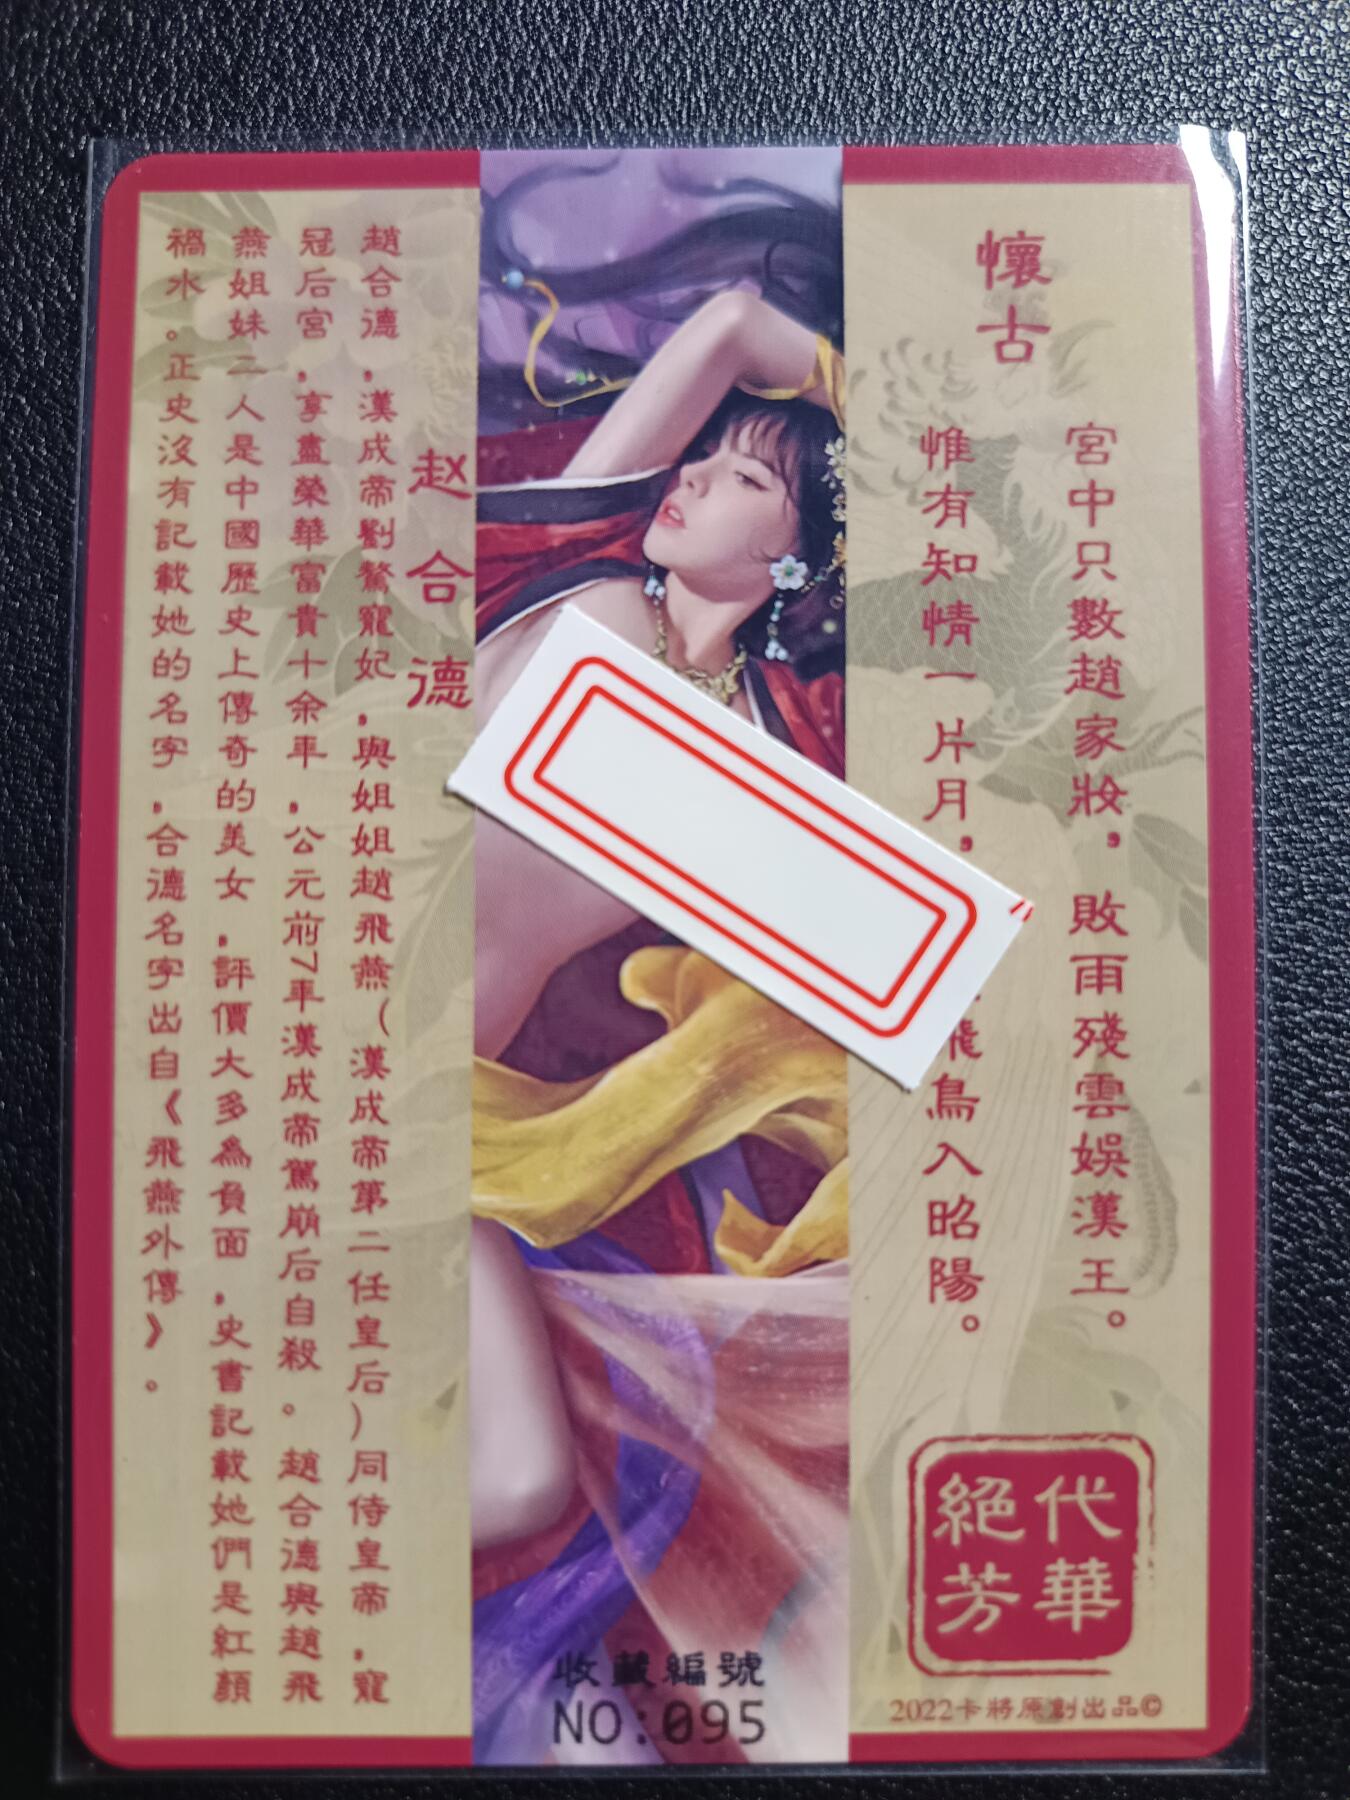 懷古
宮中只數趙家妝，敗雨殘雲娛漢王。
惟有知情一片月，飛鳥入昭陽。
代華
絕芳
2022卡將原創出品©
赵合德
趙合德，漢成帝劉驁寵妃，與姐姐趙飛燕（漢成帝第二任皇后）同侍皇帝，寵
冠后宮，享盡榮華富貴十余年，公元前7年漢成帝駕崩后自殺。趙合德與趙飛
燕姐妹二人是中國歷史上傳奇的美女，評價大多為負面，史書記載她們是紅顏
禍水。正史沒有記載她的名字，合德名字出自《飛燕外傳》。
收載編號
NO:095